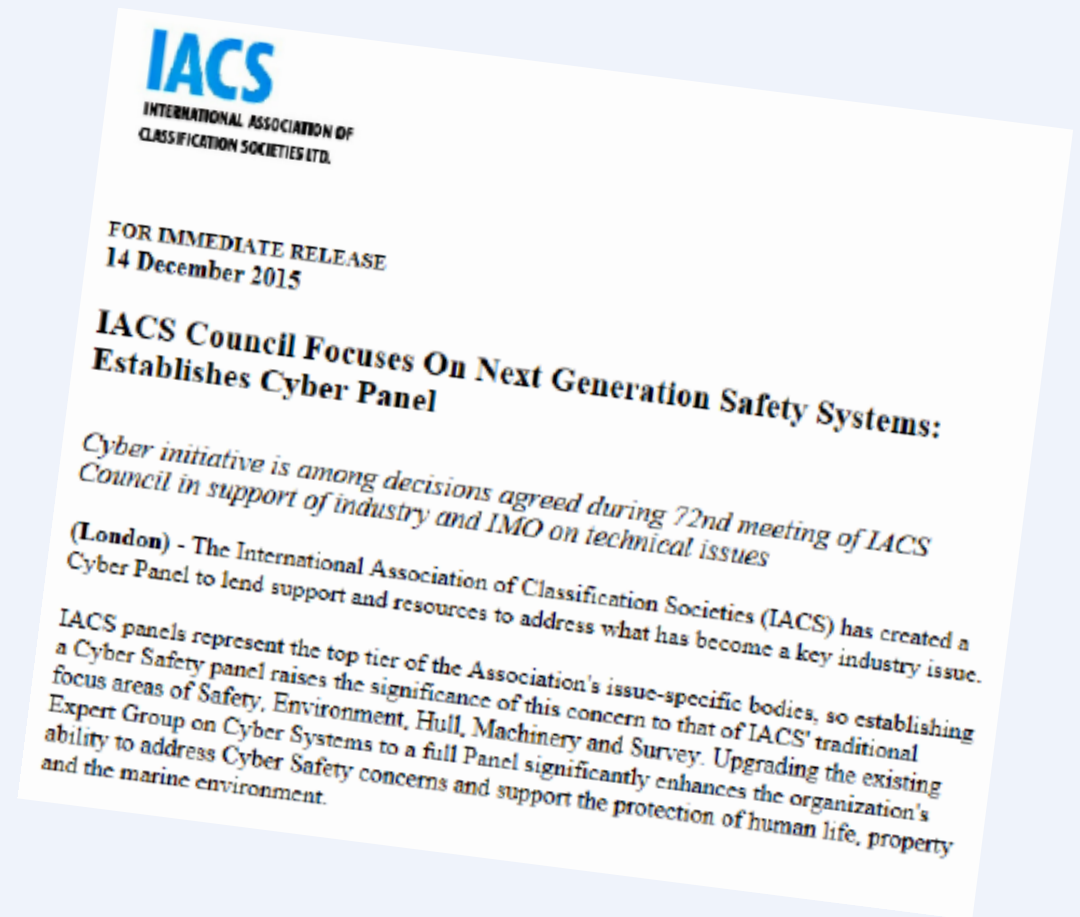 IACS
INTERNATIONAL ASSOCIATION OF
CLASSIFICATION SOCIETIES LTD.
FOR IMMEDIATE RELEASE
14 December 2015
IACS Council Focuses On Next Generation Safety Systems:
Establishes Cyber Panel
Cyber initiative is among decisions agreed during 72nd meeting of IACS
Council in support of industry and IMO on technical issues
(London) - The International Association of Classification Societies (IACS) has created a
Cyber Panel to lend support and resources to address what has become a key industry issue.
IACS panels represent the top tier of the Association's issue-specific bodies, so establishing
a Cyber Safety panel raises the significance of this concern to that of IACS' traditional
focus areas of Safety, Environment, Hull, Machinery and Survey. Upgrading the existing
Expert Group on Cyber Systems to a full Panel significantly enhances the organization's
ability to address Cyber Safety concerns and support the protection of human life, property
and the marine environment.